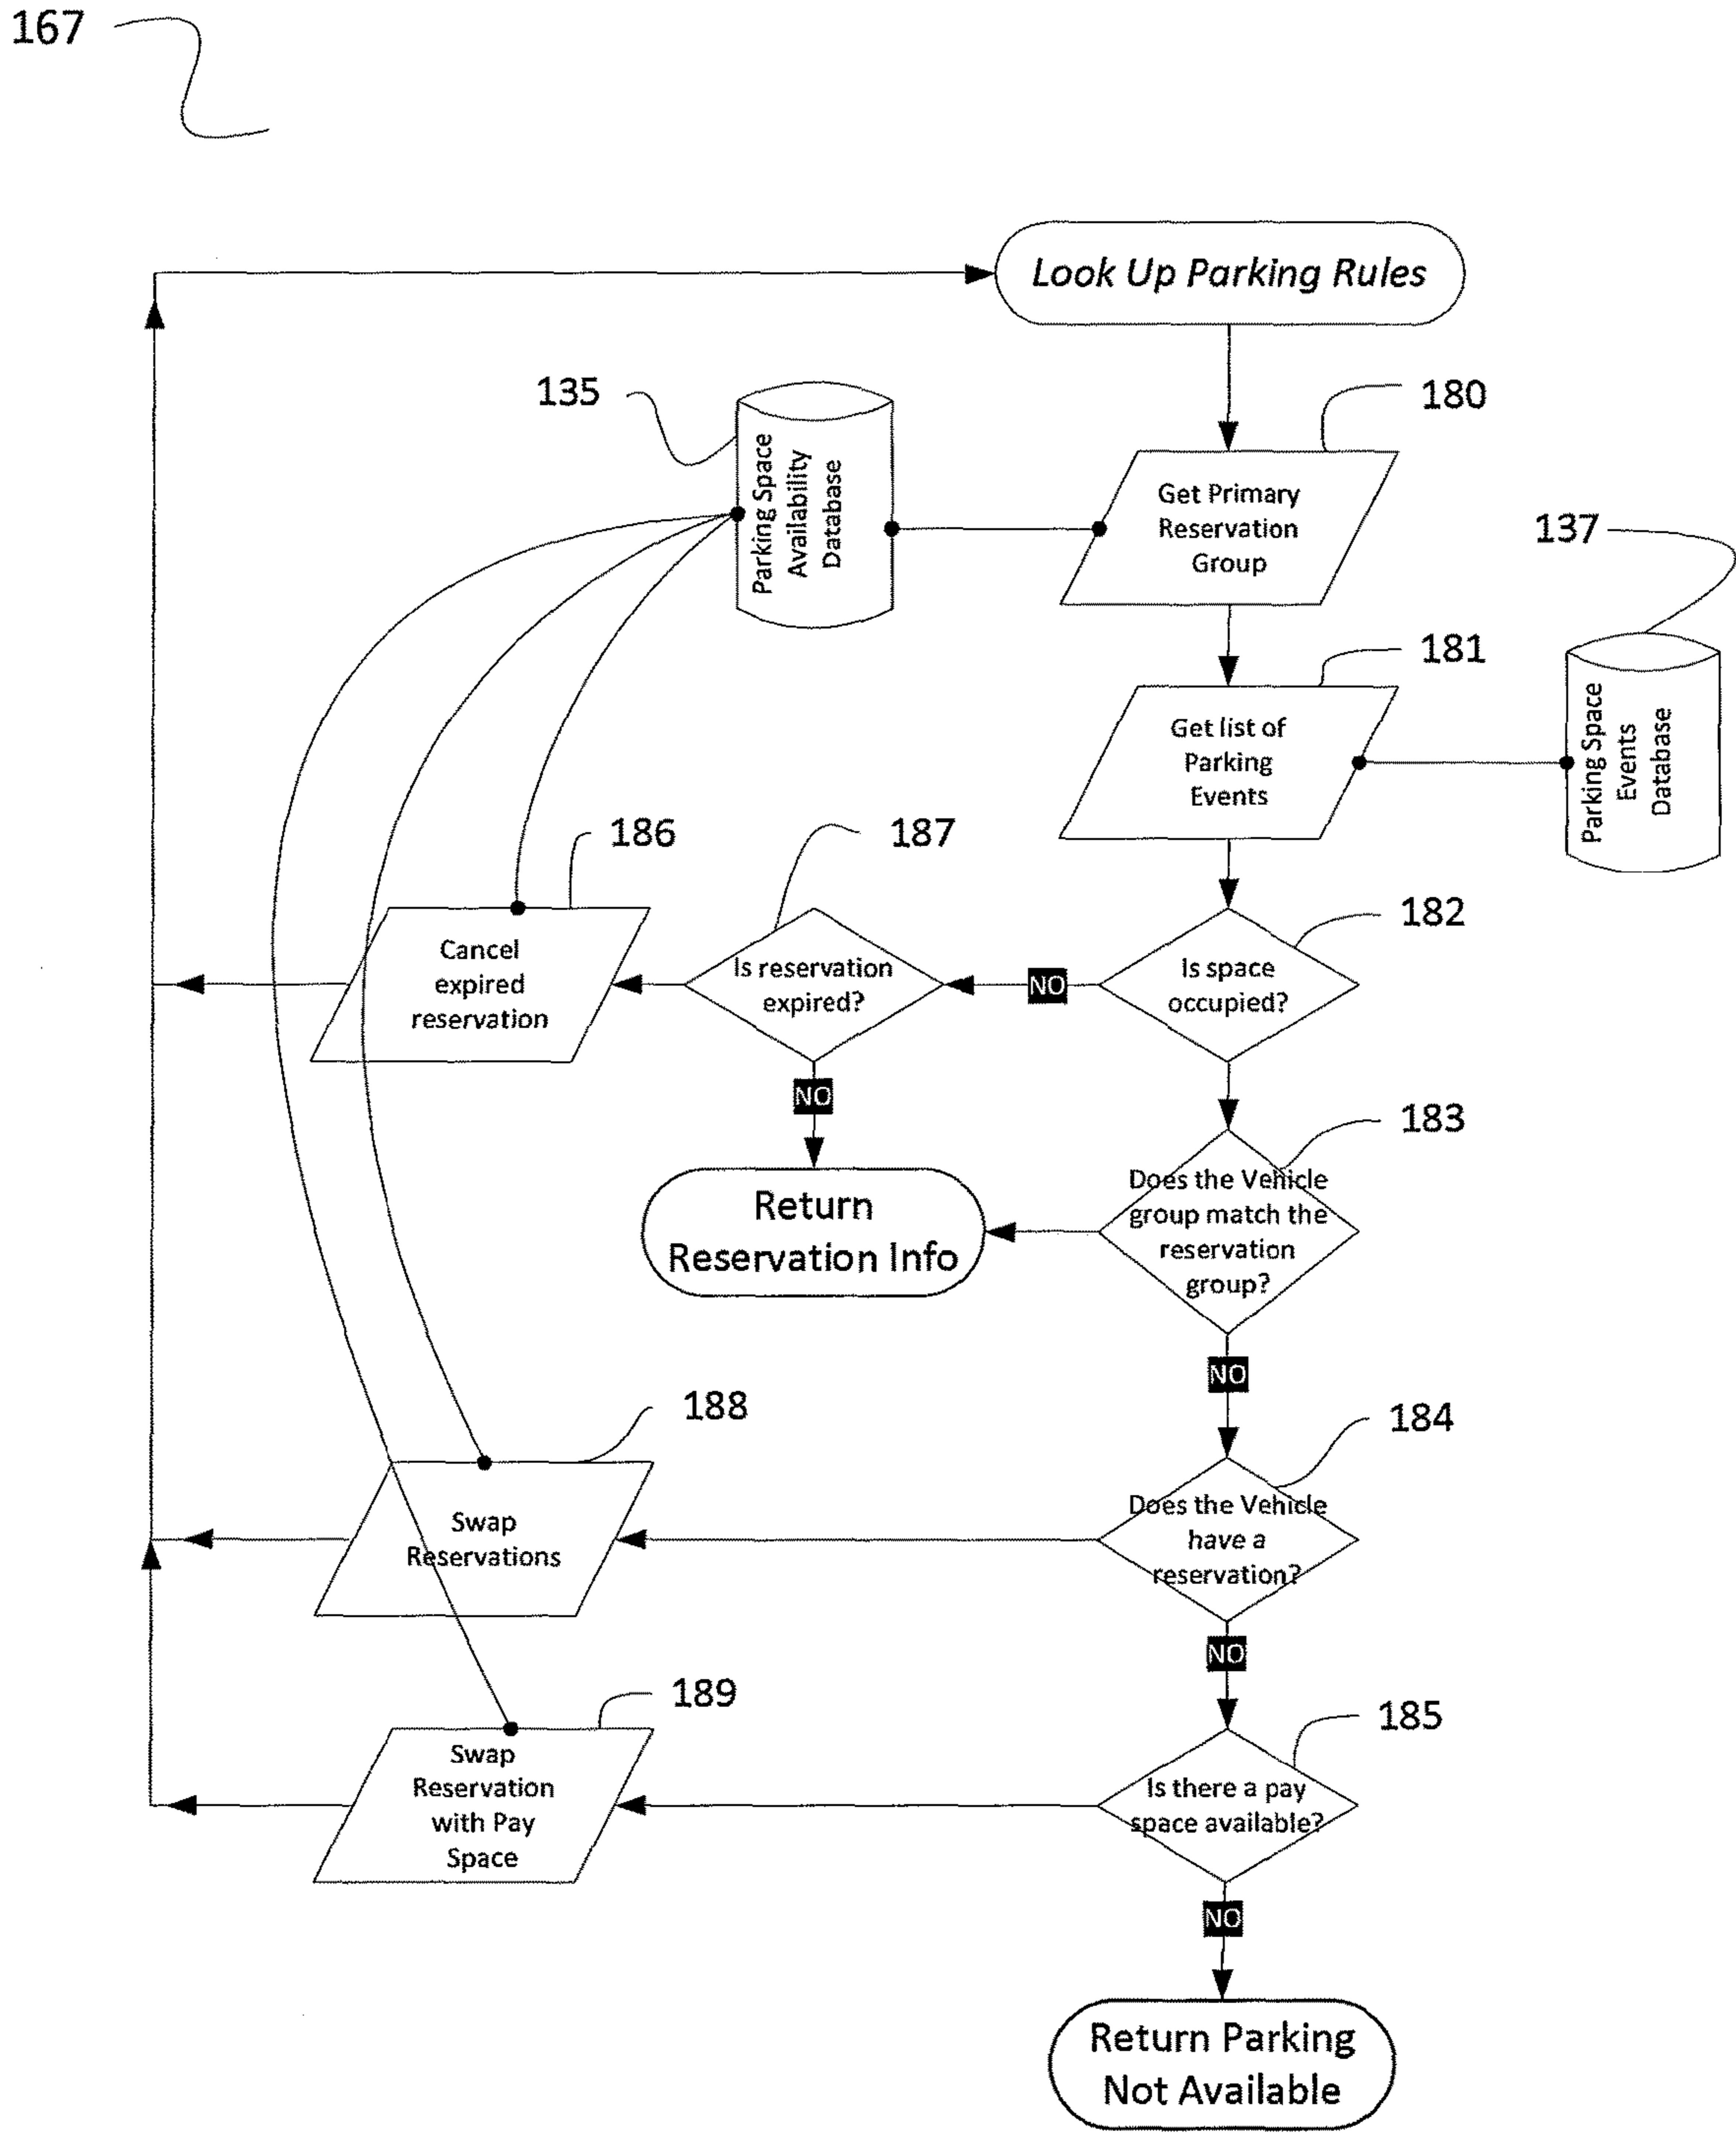 167
Look Up Parking Rules
135
Parking Space
Availability
Database
180
Get Primary
Reservation
Group
137
Parking Space
Events
Database
181
Get list of
Parking
Events
186
Cancel
expired
reservation
187
Is reservation
expired?
NO
182
Is space
occupied?
NO
Return
Reservation Info
183
Does the Vehicle
group match the
reservation
group?
NO
188
Swap
Reservations
184
Does the Vehicle
have a
reservation?
NO
189
Swap
Reservation
with Pay
Space
185
Is there a pay
space available?
NO
Return Parking
Not Available